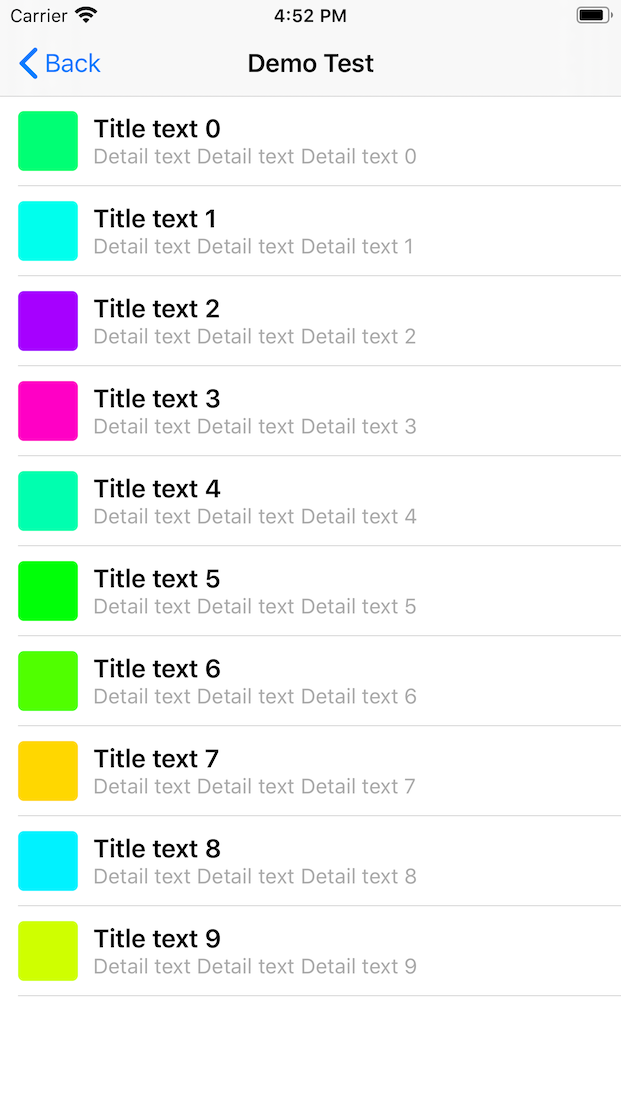 Carrier 4:52 PM
Back Demo Test
Title text 0
Detail text Detail text Detail text 0
Title text 1
Detail text Detail text Detail text 1
Title text 2
Detail text Detail text Detail text 2
Title text 3
Detail text Detail text Detail text 3
Title text 4
Detail text Detail text Detail text 4
Title text 5
Detail text Detail text Detail text 5
Title text 6
Detail text Detail text Detail text 6
Title text 7
Detail text Detail text Detail text 7
Title text 8
Detail text Detail text Detail text 8
Title text 9
Detail text Detail text Detail text 9